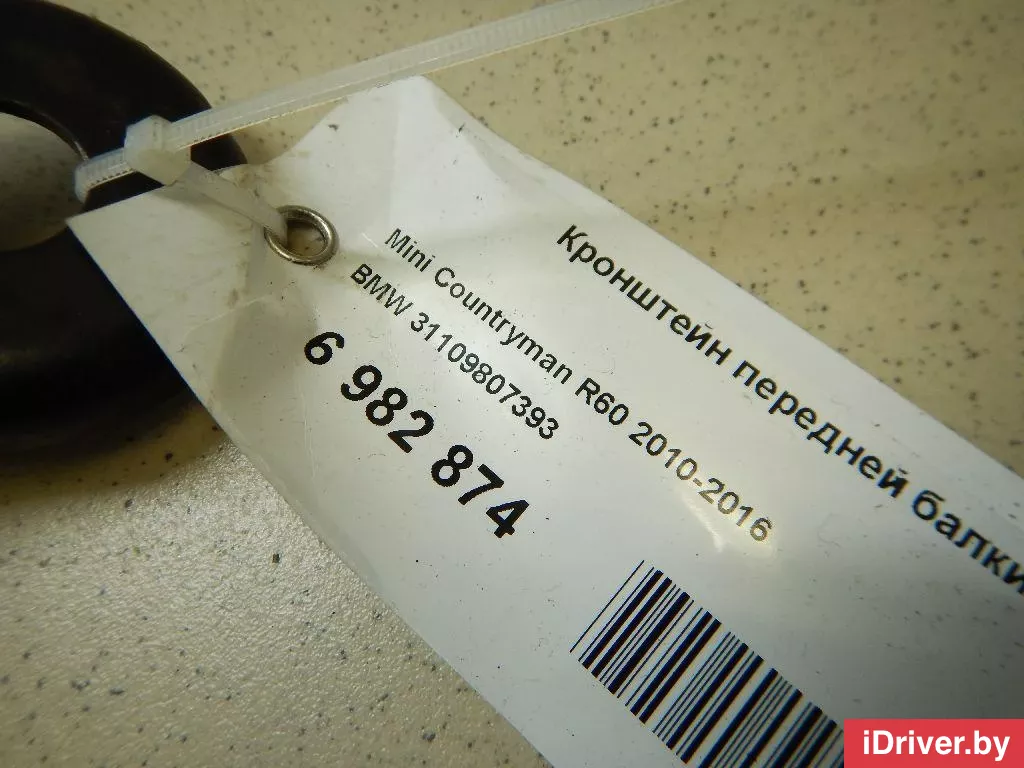 Кронштейн передней балки
Mini Countryman R60 2010-2016
BMW 31109807393
6 982 874
iDriver.by